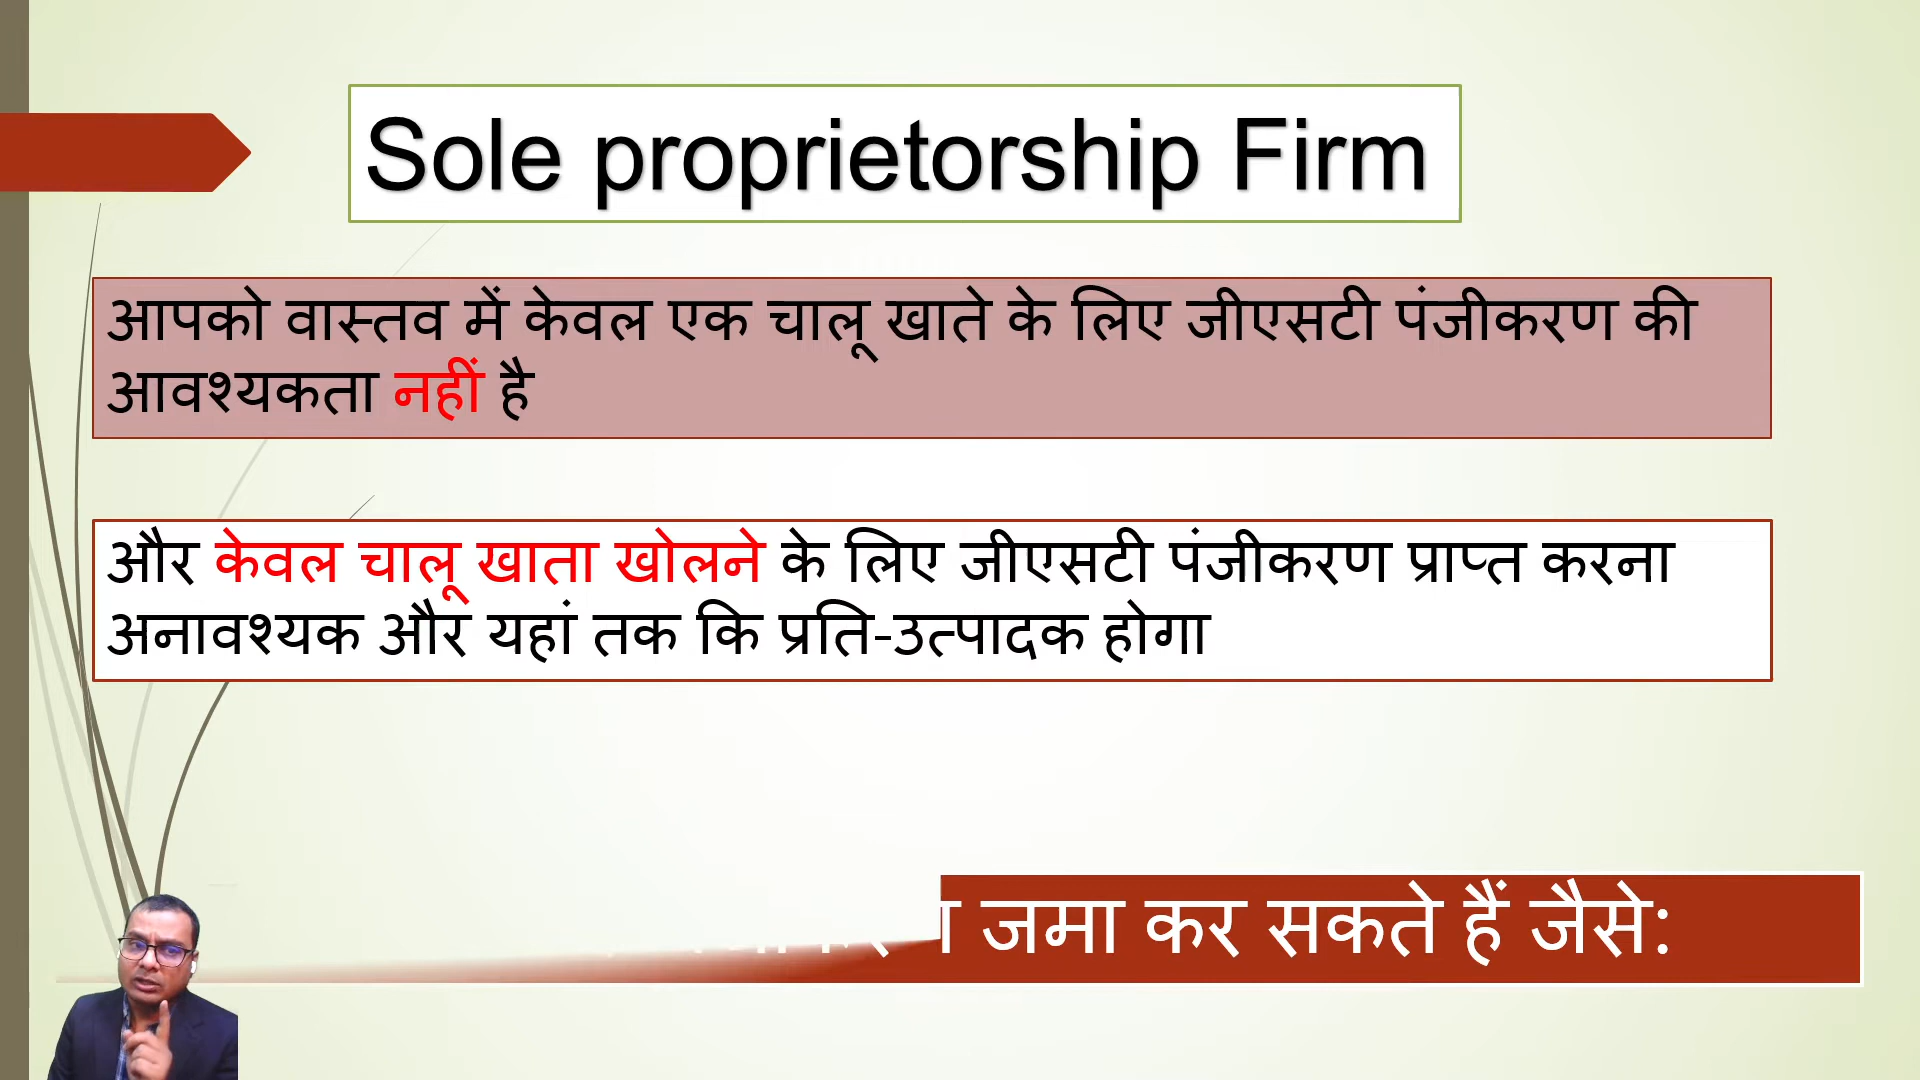 Sole proprietorship Firm
आपको वास्तव में केवल एक चालू खाते के लिए जीएसटी पंजीकरण की
आवश्यकता नहीं है
और केवल चालू खाता खोलने के लिए जीएसटी पंजीकरण प्राप्त करना
अनावश्यक और यहां तक कि प्रति-उत्पादक होगा
जमा कर सकते हैं जैसे: